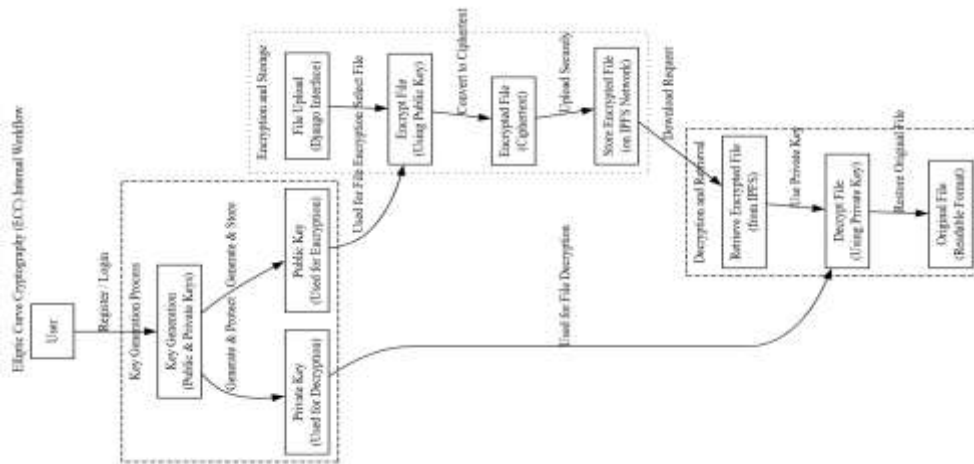 Elliptic Curve Cryptography (ECC) Internal Workflow
User
Register / Login
Key Generation Process
Key Generation
(Public & Private Keys)
Generate & Protect
Generate & Store
Private Key
(Used for Decryption)
Public Key
(Used for Encryption)
Encryption and Storage
File Upload
(Django Interface)
Used for File Encryption
Select File
Encrypt File
(Using Public Key)
Convert to Ciphertext
Encrypted File
(Ciphertext)
Upload Securely
Store Encrypted File
(on IPFS Network)
Download Request
Used for File Decryption
Decryption and Retrieval
Retrieve Encrypted File
(from IPFS)
Use Private Key
Decrypt File
(Using Private Key)
Restore Original File
Original File
(Readable Format)